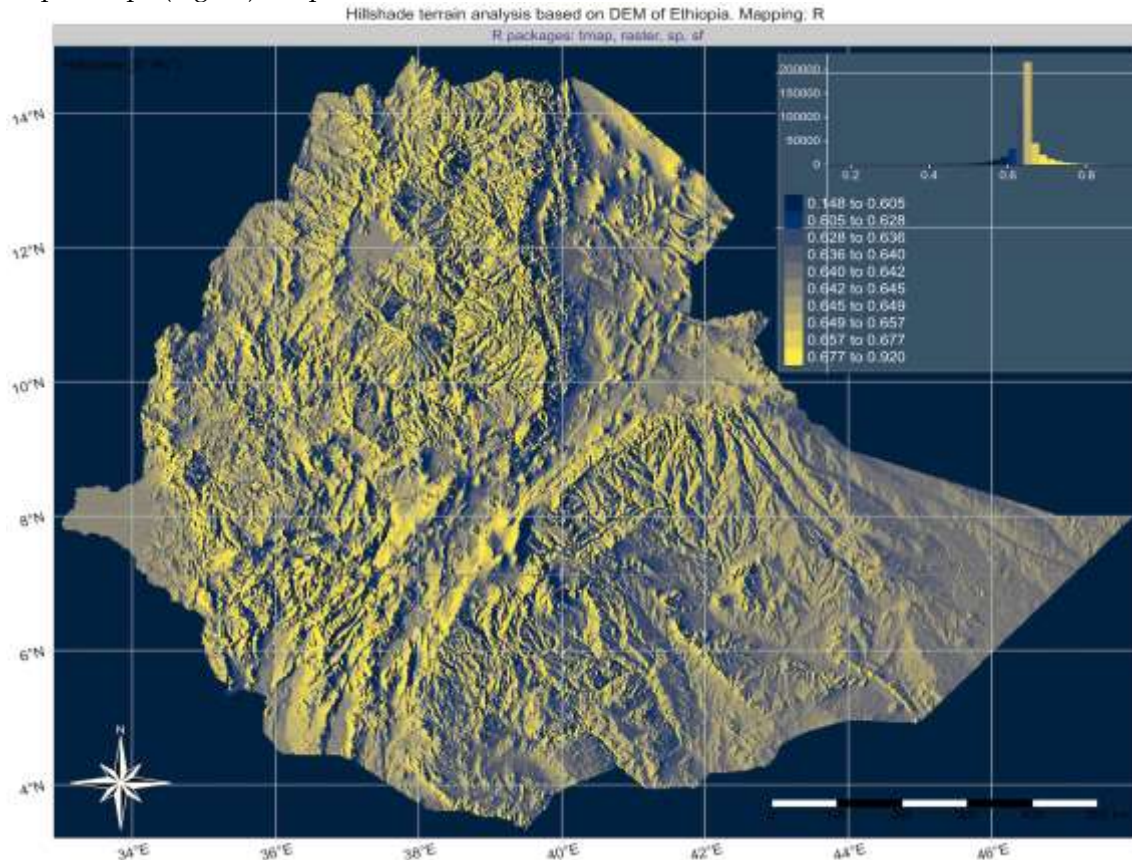 Hillshade terrain analysis based on DEM of Ethiopia. Mapping: R
R packages: tmap, raster, sp, sf
200000
150000
100000
50000
0
0.2 0.4 0.6 0.8
0.148 to 0.605
0.605 to 0.628
0.628 to 0.636
0.636 to 0.640
0.640 to 0.642
0.642 to 0.645
0.645 to 0.649
0.649 to 0.657
0.657 to 0.677
0.677 to 0.920
14°N
12°N
10°N
8°N
6°N
4°N
N
34°E 36°E 38°E 40°E 42°E 44°E 46°E